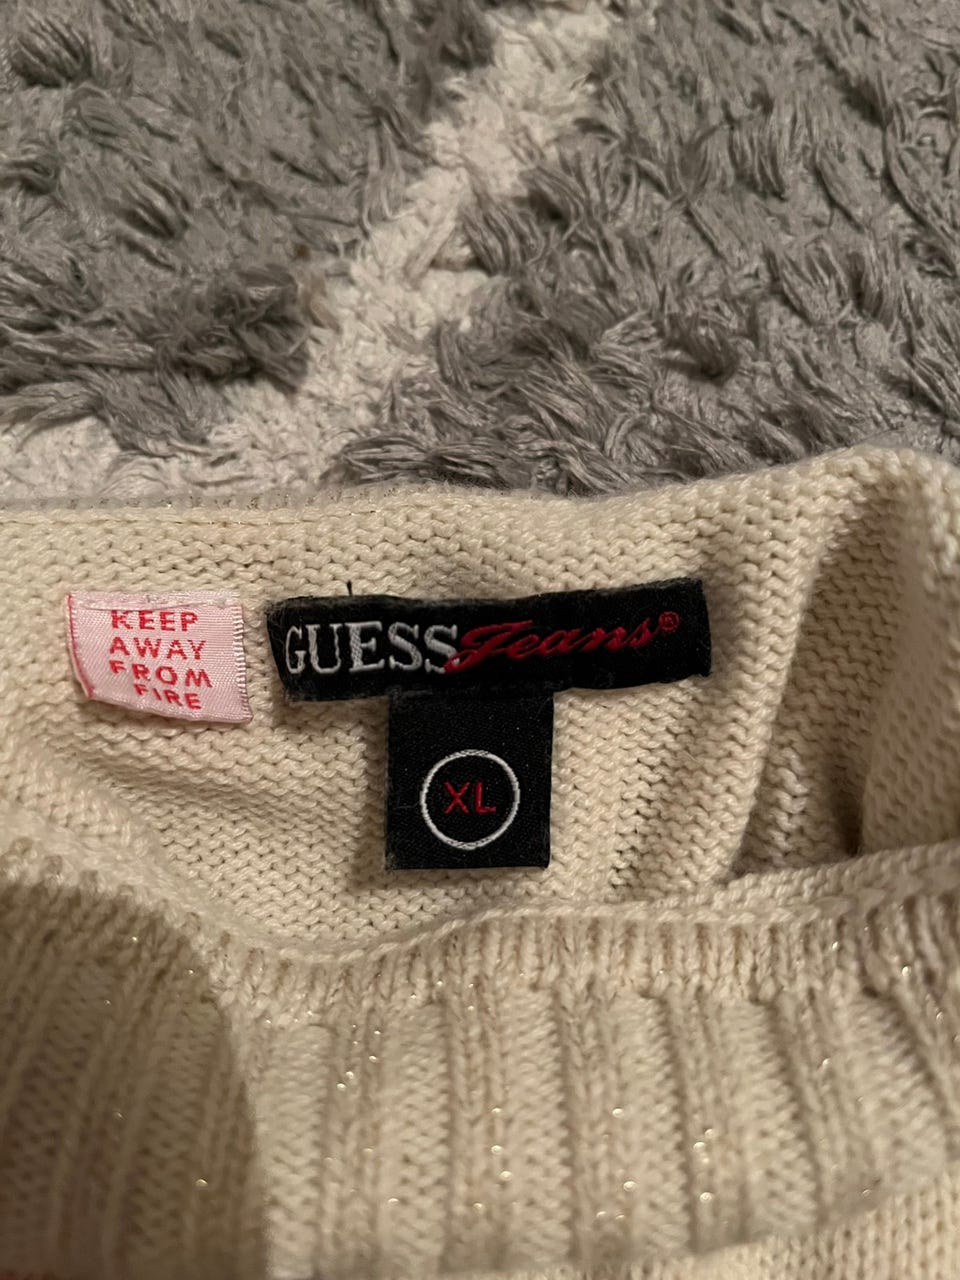 KEEP
AWAY
FROM
FIRE
GUESS Jeans®
XL